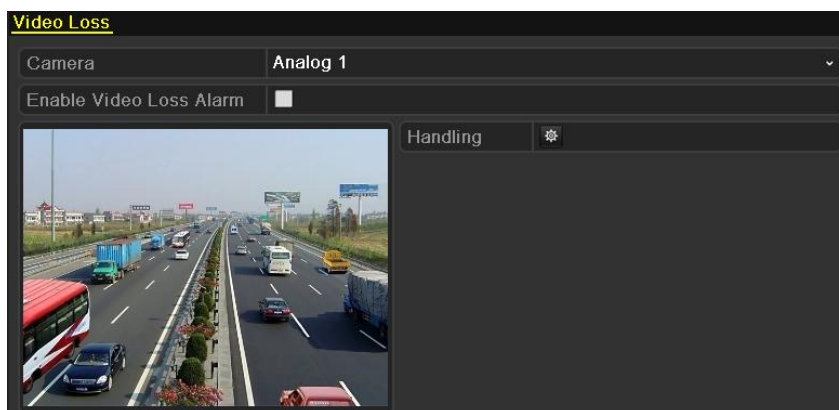 Video Loss
Camera
Analog 1
Enable Video Loss Alarm
Handling